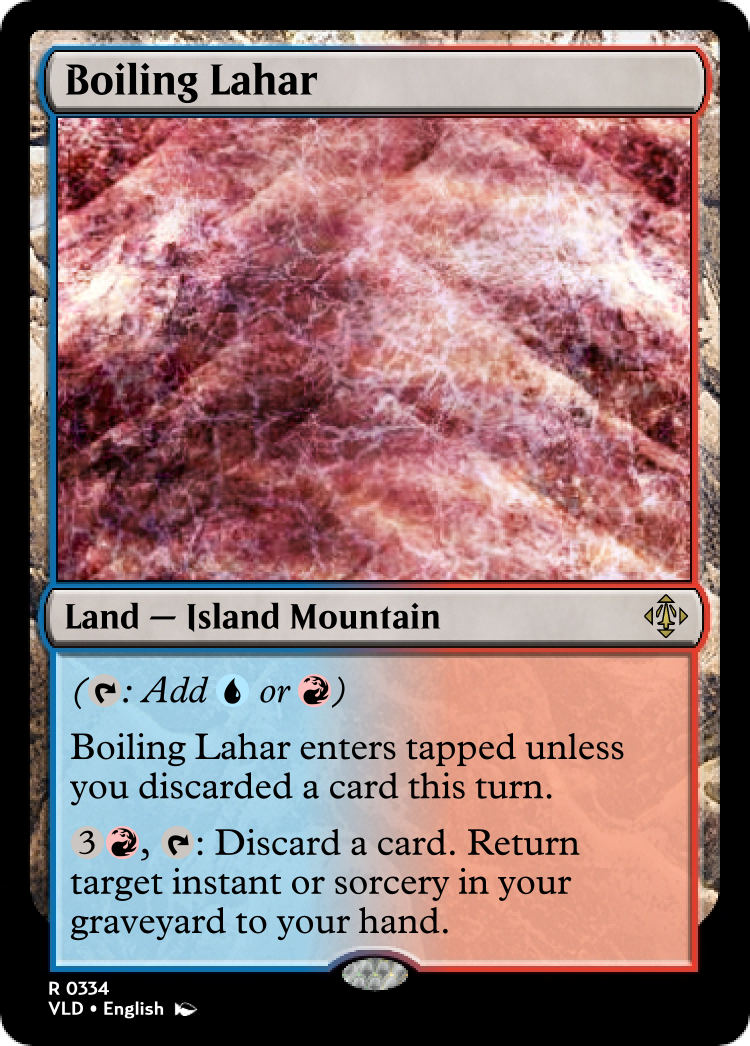 Boiling Lahar
Land — Island Mountain
(: Add or )
Boiling Lahar enters tapped unless
you discarded a card this turn.
3 , : Discard a card. Return
target instant or sorcery in your
graveyard to your hand.
R 0334
VLD • English